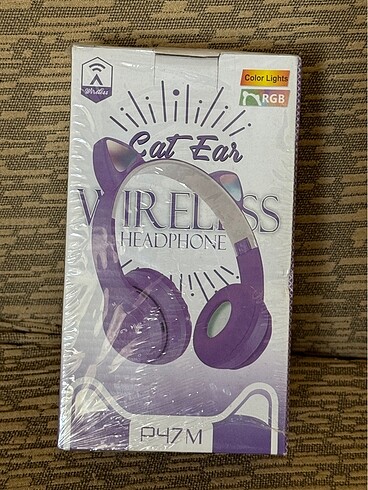 Wireless
Color Lights
RGB
Cat Ear
WIRELESS
HEADPHONE
P47M